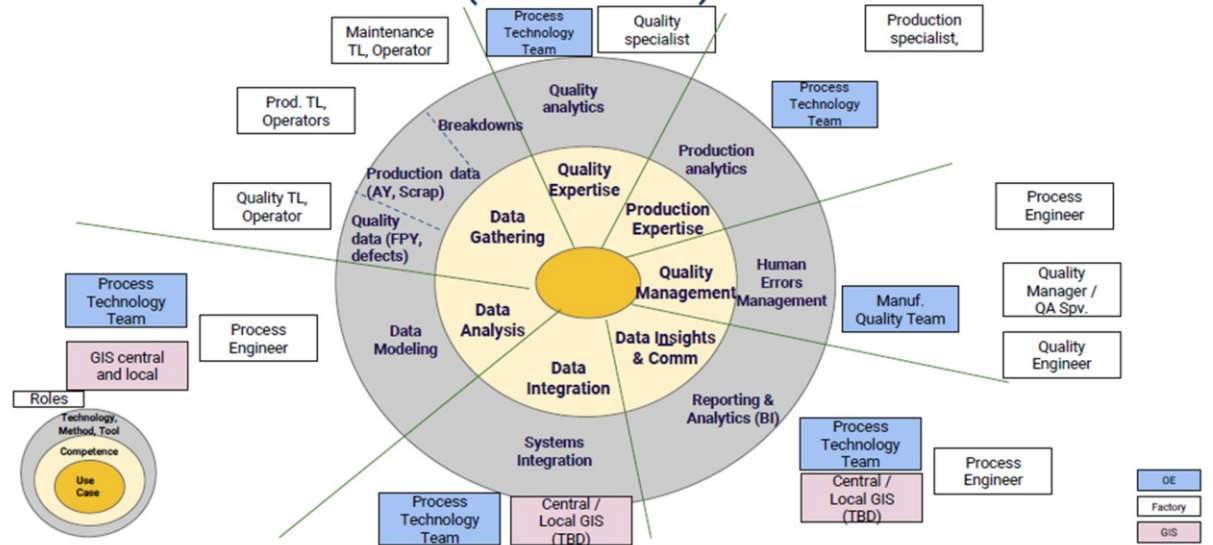 Maintenance
TL, Operator
Process
Technology
Team
Quality
specialist
Production
specialist,
Prod. TL,
Operators
Process
Technology
Team
Quality TL,
Operator
Process
Engineer
Quality
Manager /
QA Spv.
Quality
Engineer
Manuf.
Quality Team
Process
Technology
Team
GIS central
and local
Process
Engineer
Quality
analytics
Breakdowns
Production
analytics
Production data
(AY, Scrap)
Quality
data (FPY,
defects)
Human
Errors
Management
Data
Modeling
Reporting &
Analytics (BI)
Systems
Integration
Quality
Expertise
Production
Expertise
Data
Gathering
Quality
Management
Data
Analysis
Data Insights
& Comm
Data
Integration
Process
Technology
Team
Central /
Local GIS
(TBD)
Process
Engineer
Process
Technology
Team
Central /
Local GIS
(TBD)
Roles
Technology,
Method, Tool
Competence
Use
Case
OE
Factory
GIS